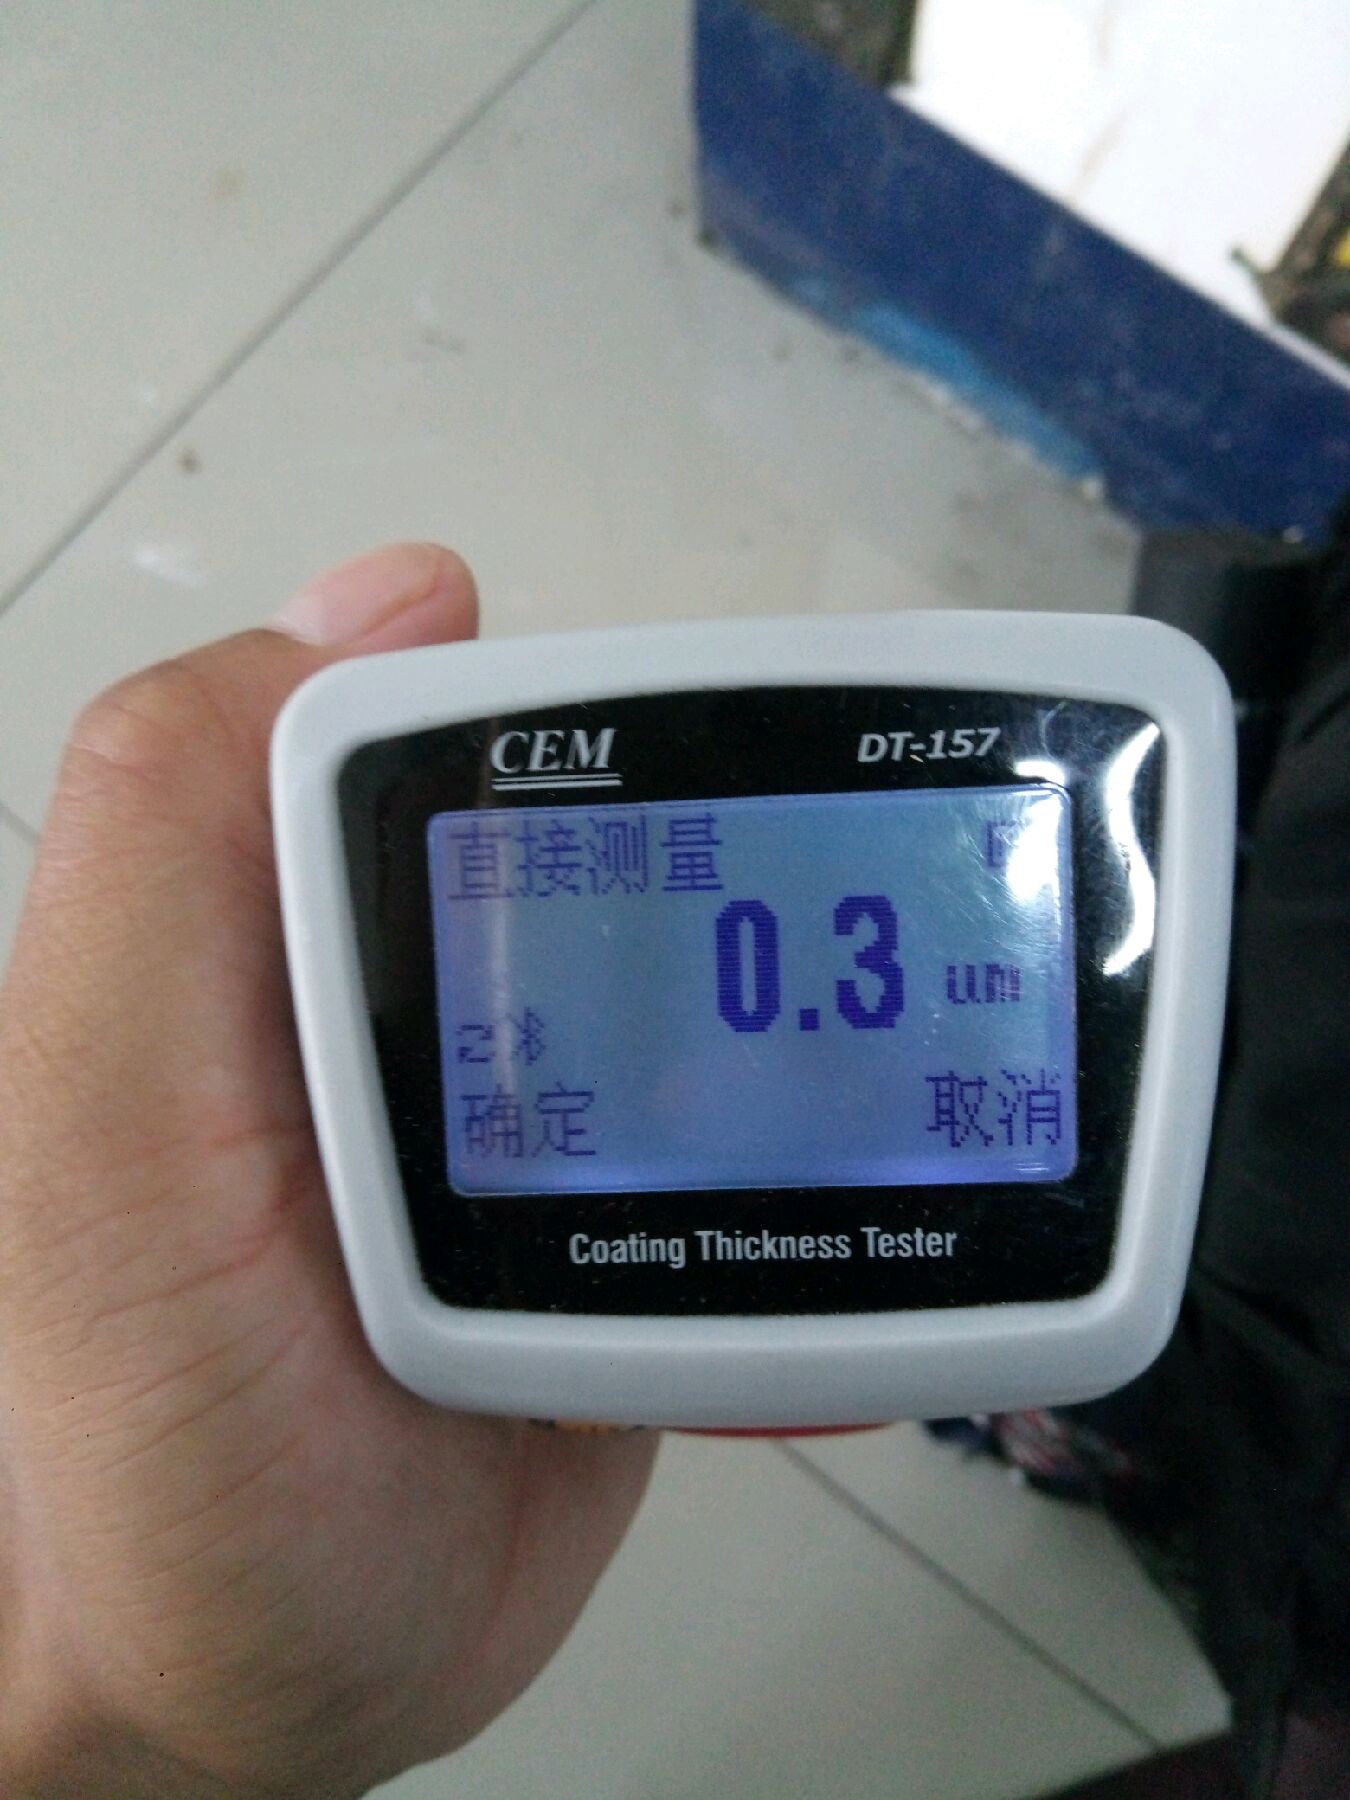 CEM
DT-157
直接测量
0.3 um
确定
取消
Coating Thickness Tester